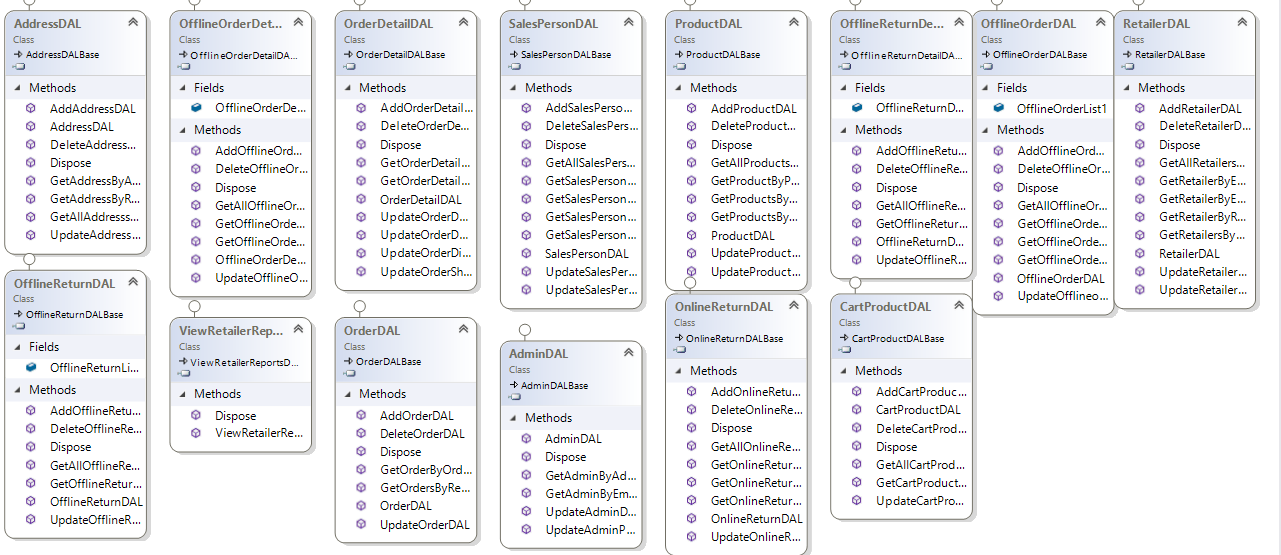 AddressDAL
Class
AddressDALBase
Methods
AddAddressDAL
AddressDAL
DeleteAddress...
Dispose
GetAddressByA...
GetAddressByR...
GetAllAddresss...
UpdateAddress...
OfflineOrderDet...
Class
OfflineOrderDetailDA...
Fields
OfflineOrderDe...
Methods
AddOfflineOrd...
DeleteOfflineOr...
Dispose
GetAllOfflineOr...
GetOfflineOrde...
GetOfflineOrde...
OfflineOrderDe...
UpdateOfflineO...
OrderDetailDAL
Class
OrderDetailDALBase
Methods
AddOrderDetail...
DeleteOrderDe...
Dispose
GetOrderDetail...
GetOrderDetail...
OrderDetailDAL
UpdateOrderD...
UpdateOrderD...
UpdateOrderDi...
UpdateOrderSh...
SalesPersonDAL
Class
SalesPersonDALBase
Methods
AddSalesPerso...
DeleteSalesPers...
Dispose
GetAllSalesPers...
GetSalesPerson...
GetSalesPerson...
GetSalesPerson...
GetSalesPerson...
SalesPersonDAL
UpdateSalesPer...
UpdateSalesPer...
ProductDAL
Class
ProductDALBase
Methods
AddProductDAL
DeleteProduct...
Dispose
GetAllProducts...
GetProductByP...
GetProductsBy...
GetProductsBy...
ProductDAL
UpdateProduct...
UpdateProduct...
OfflineReturnDe...
Class
OfflineReturnDetailDA...
Fields
OfflineReturnD...
Methods
AddOfflineRetu...
DeleteOfflineRe...
Dispose
GetAllOfflineRe...
GetOfflineRetur...
OfflineReturnD...
UpdateOfflineR...
OfflineOrderDAL
Class
OfflineOrderDALBase
Fields
OfflineOrderList1
Methods
AddOfflineOrd...
DeleteOfflineOr...
Dispose
GetAllOfflineOr...
GetOfflineOrde...
GetOfflineOrde...
GetOfflineOrde...
OfflineOrderDAL
UpdateOfflineo...
RetailerDAL
Class
RetailerDALBase
Methods
AddRetailerDAL
DeleteRetailerD...
Dispose
GetAllRetailers...
GetRetailerByE...
GetRetailerByE...
GetRetailerByR...
GetRetailersBy...
RetailerDAL
UpdateRetailer...
UpdateRetailer...
OfflineReturnDAL
Class
OfflineReturnDALBase
Fields
OfflineReturnLi...
Methods
AddOfflineRetu...
DeleteOfflineRe...
Dispose
GetAllOfflineRe...
GetOfflineRetur...
OfflineReturnDAL
UpdateOfflineR...
ViewRetailerRep...
Class
ViewRetailerReportsD...
Methods
Dispose
ViewRetailerRe...
OrderDAL
Class
OrderDALBase
Methods
AddOrderDAL
DeleteOrderDAL
Dispose
GetOrderByOrd...
GetOrdersByRe...
OrderDAL
UpdateOrderDAL
AdminDAL
Class
AdminDALBase
Methods
AdminDAL
Dispose
GetAdminByAd...
GetAdminByEm...
UpdateAdminD...
UpdateAdminP...
OnlineReturnDAL
Class
OnlineReturnDALBase
Methods
AddOnlineRetu...
DeleteOnlineRe...
Dispose
GetAllOnlineRe...
GetOnlineRetur...
GetOnlineRetur...
GetOnlineRetur...
OnlineReturnDAL
UpdateOnlineR...
CartProductDAL
Class
CartProductDALBase
Methods
AddCartProduc...
CartProductDAL
DeleteCartProd...
Dispose
GetAllCartProd...
GetCartProduct...
UpdateCartPro...